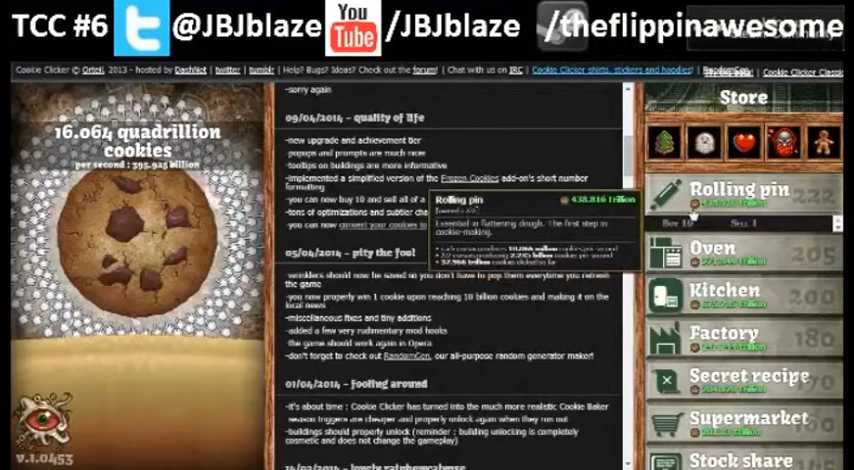 TCC #6 @JBJblaze You Tube /JBJblaze /theflippinawesome
Cookie Clicker © Orteil, 2013 - hosted by DashNet | twitter | tumblr | Help? Bugs? Ideas? Check out the forum! | Chat with us on IRC | Cookie Clicker shirts, stickers and hoodies! | RandomGen
Cookie Clicker Classic
16.064 quadrillion
cookies
per second : 395.925 billion
v.1.0453
-sorry again
09/04/2014 - quality of life
-new upgrade and achievement tier
-popups and prompts are much nicer
-tooltips on buildings are more informative
-implemented a simplified version of the Frozen Cookies add-on's short number
formatting
-you can now buy 10 and sell all of a
-tons of optimizations and subtler cha
-you can now convert your cookies to
Rolling pin 438.816 trillion
Essential in flattening dough. The first step in
cookie-making.
05/04/2014 - pity the fool
-wrinklers should now be saved so you don't have to pop them everytime you refresh
the game
-you now properly win 1 cookie upon reaching 10 billion cookies and making it on the
local news
-miscellaneous fixes and tiny additions
-added a few very rudimentary mod hooks
-the game should work again in Opera
-don't forget to check out RandomGen, our all-purpose random generator maker!
01/04/2014 - fooling around
-it's about time : Cookie Clicker has turned into the much more realistic Cookie Baker
-season triggers are cheaper and properly unlock again when they run out
-buildings should properly unlock (reminder : building unlocking is completely
cosmetic and does not change the gameplay)
14/02/2014 - lovely rainbowcalypse
Store
Rolling pin 222
Buy 10 Sell 1
Oven 205
Kitchen 200
Factory 180
Secret recipe 170
Supermarket
Stock share